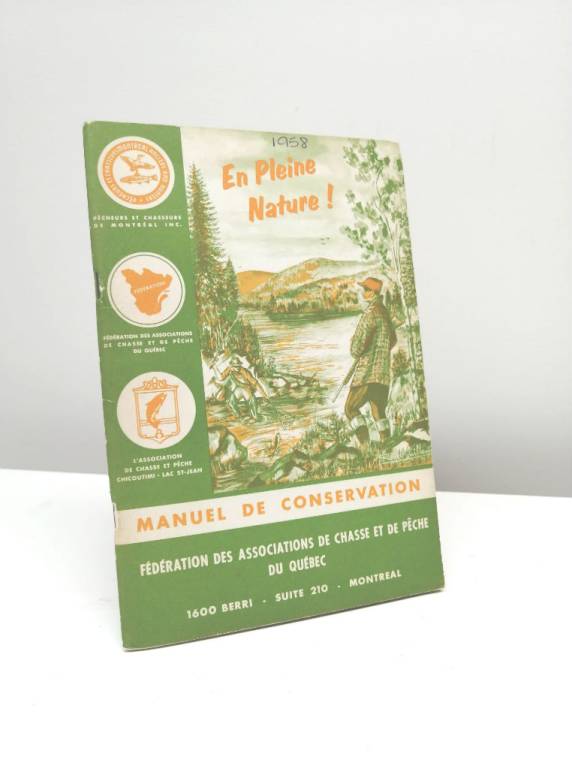 1958
En Pleine
Nature !
PÊCHEURS ET CHASSEURS
DE MONTRÉAL INC.
FÉDÉRATION
FÉDÉRATION DES ASSOCIATIONS
DE CHASSE ET DE PÊCHE
DU QUÉBEC
L'ASSOCIATION
DE CHASSE ET PÊCHE
CHICOUTIMI - LAC ST-JEAN
MANUEL DE CONSERVATION
FÉDÉRATION DES ASSOCIATIONS DE CHASSE ET DE PÊCHE
DU QUÉBEC
1600 BERRI - SUITE 210 - MONTREAL